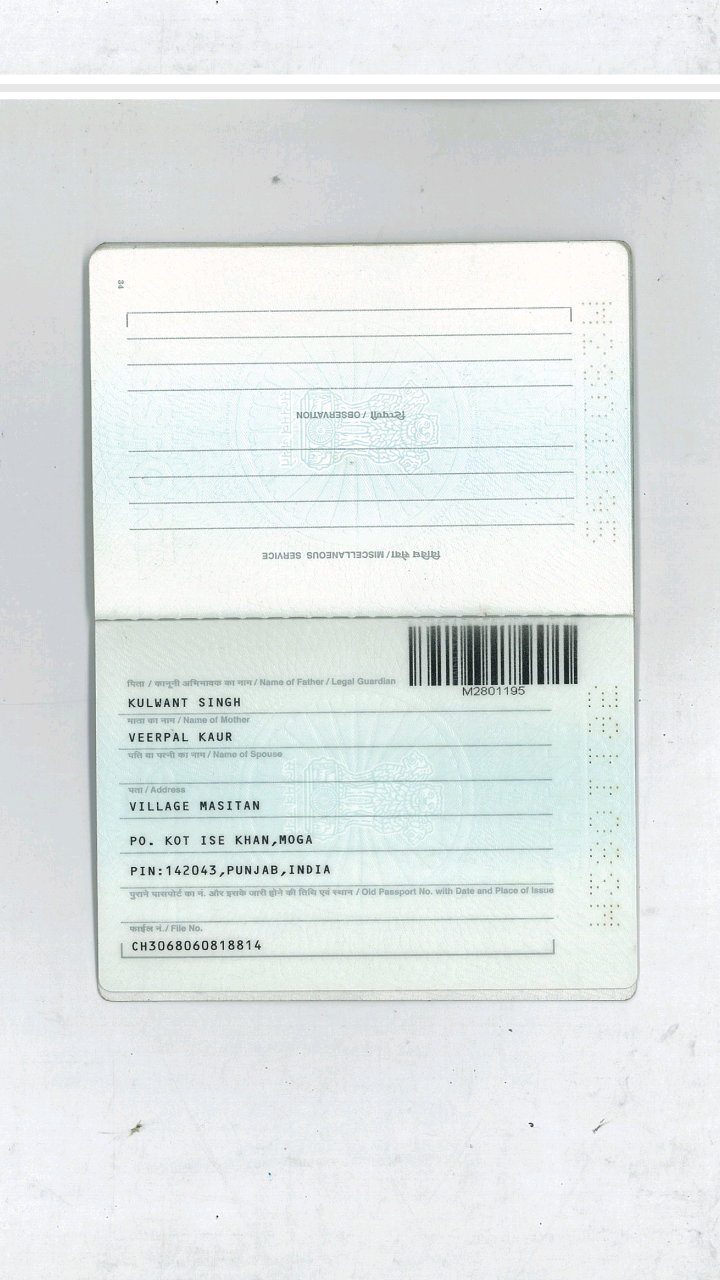 34
टिप्पणी / OBSERVATION
विविध सेवा / MISCELLANEOUS SERVICE
M2801195
पिता / कानूनी अभिभावक का नाम / Name of Father / Legal Guardian
KULWANT SINGH
माता का नाम / Name of Mother
VEERPAL KAUR
पति या पत्नी का नाम / Name of Spouse
पता / Address
VILLAGE MASITAN
PO. KOT ISE KHAN,MOGA
PIN:142043,PUNJAB,INDIA
पुराने पासपोर्ट का नं. और इसके जारी होने की तिथि एवं स्थान / Old Passport No. with Date and Place of Issue
फाईल नं. / File No.
CH3068060818814